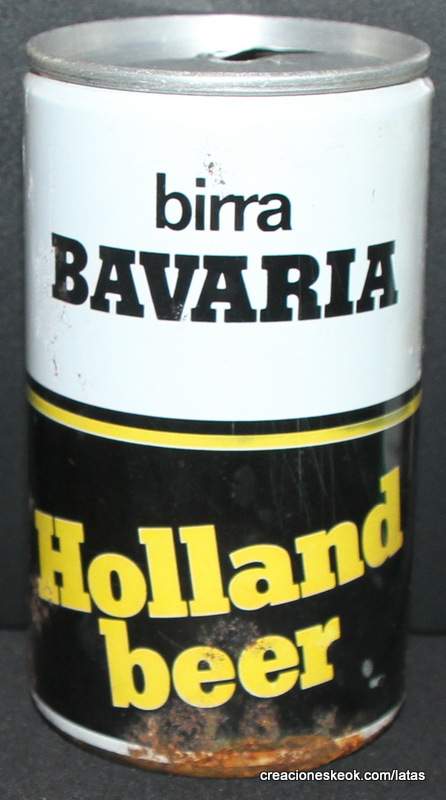 birra
BAVARIA
Holland
beer
creacioneskeok.com/latas